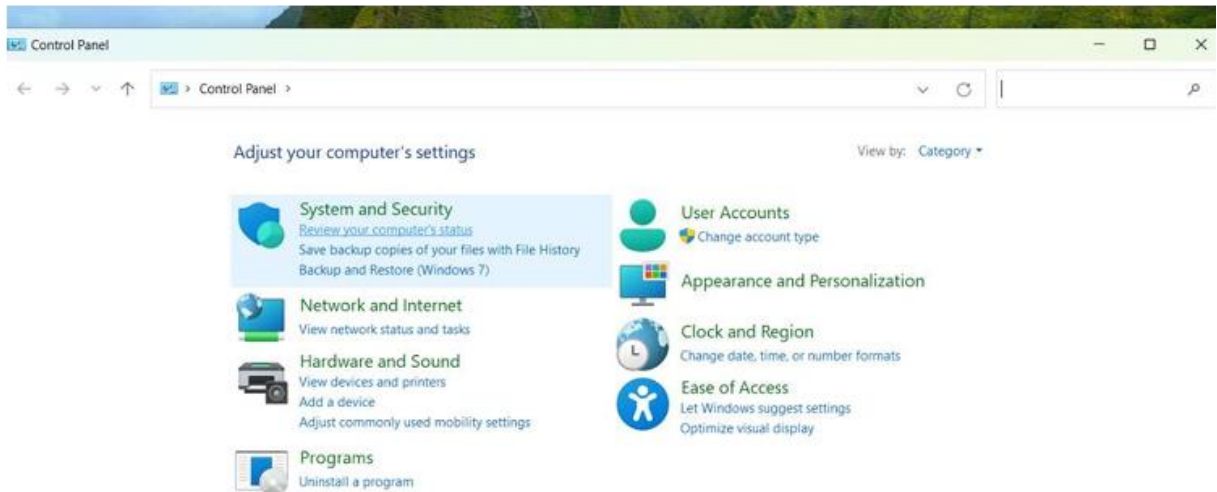 Control Panel
Control Panel
Adjust your computer's settings
View by: Category
System and Security
Review your computer's status
Save backup copies of your files with File History
Backup and Restore (Windows 7)
Network and Internet
View network status and tasks
Hardware and Sound
View devices and printers
Add a device
Adjust commonly used mobility settings
Programs
Uninstall a program
User Accounts
Change account type
Appearance and Personalization
Clock and Region
Change date, time, or number formats
Ease of Access
Let Windows suggest settings
Optimize visual display